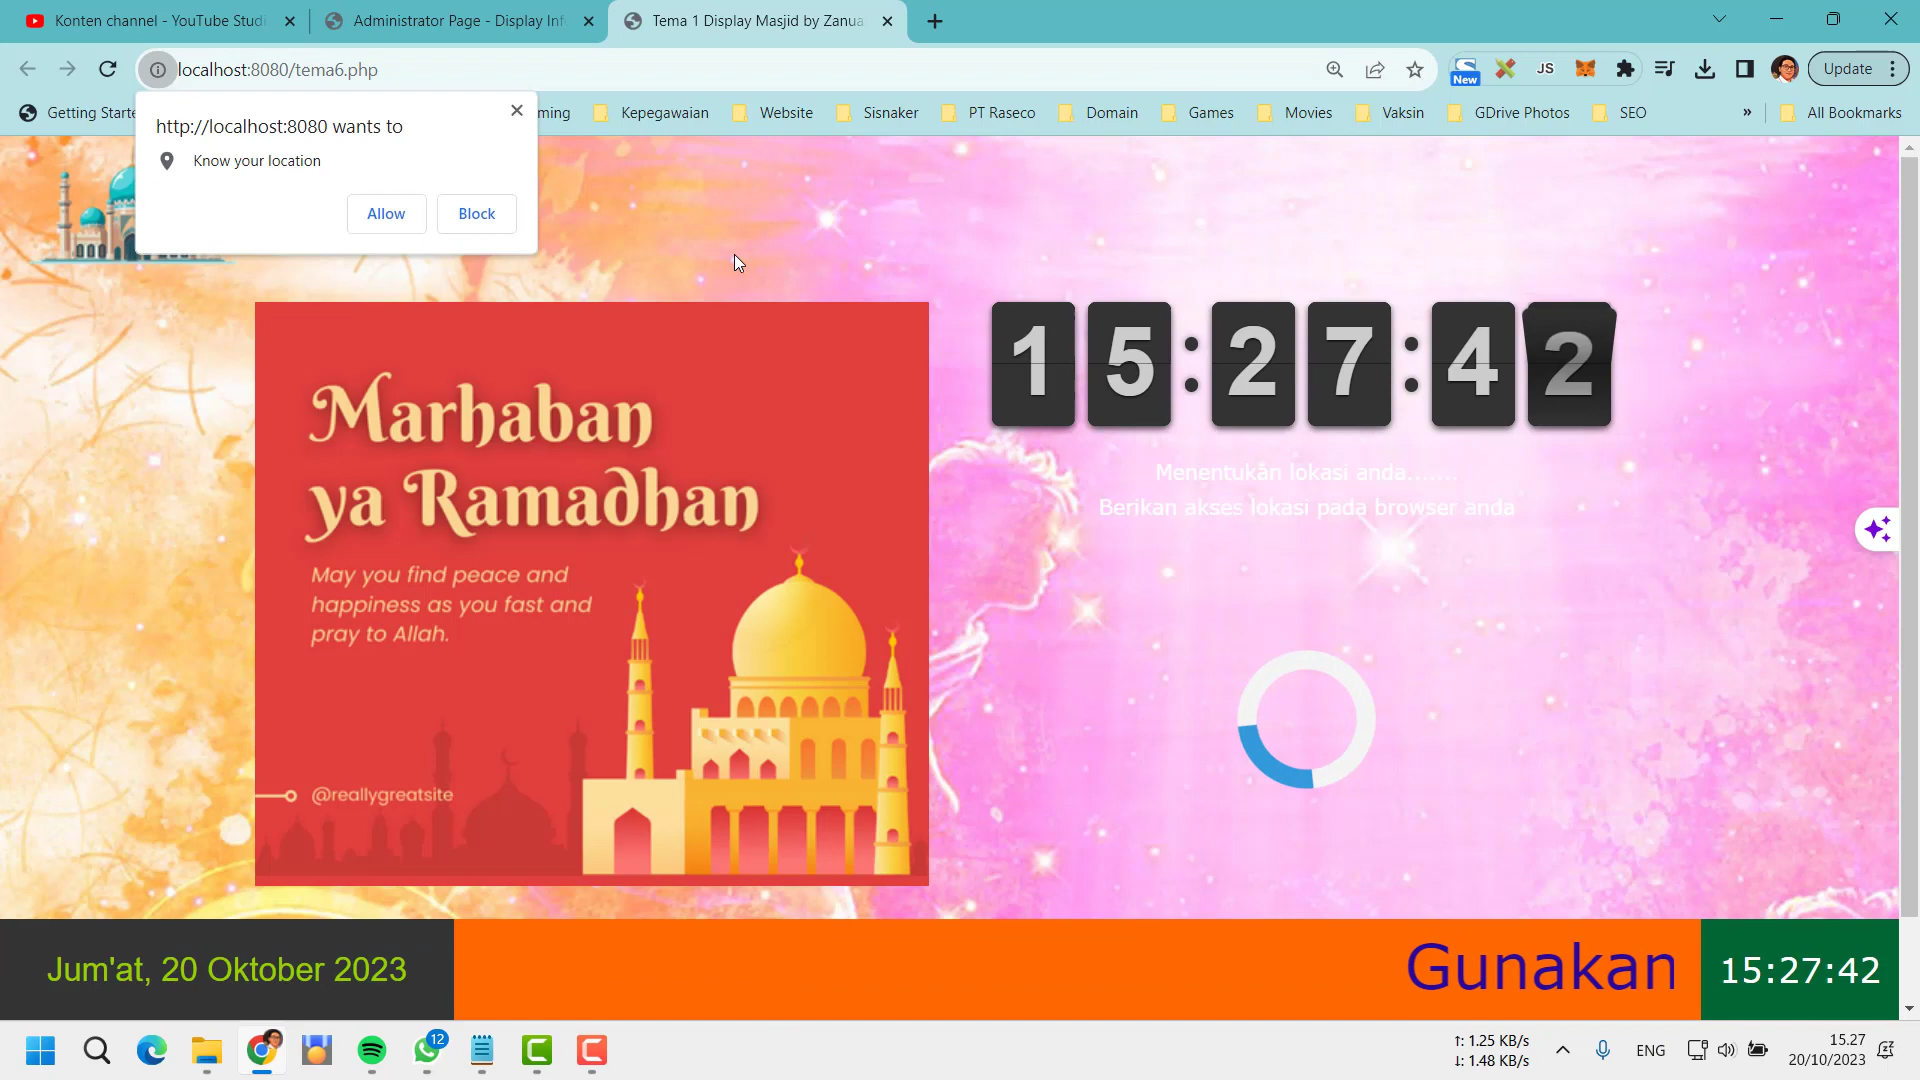 Konten channel - YouTube Studi
Administrator Page - Display Inf
Tema 1 Display Masjid by Zanua
localhost:8080/tema6.php
New
JS
Update
Getting Starte
ming
Kepegawaian
Website
Sisnaker
PT Raseco
Domain
Games
Movies
Vaksin
GDrive Photos
SEO
»
All Bookmarks
http://localhost:8080 wants to
Know your location
Allow
Block
15:27:42
Menentukan lokasi anda.......
Berikan akses lokasi pada browser anda
Marhaban
ya Ramadhan
May you find peace and
happiness as you fast and
pray to Allah.
@reallygreatsite
Jum'at, 20 Oktober 2023
Gunakan
15:27:42
12
↑: 1.25 KB/s
↓: 1.48 KB/s
ENG
15.27
20/10/2023